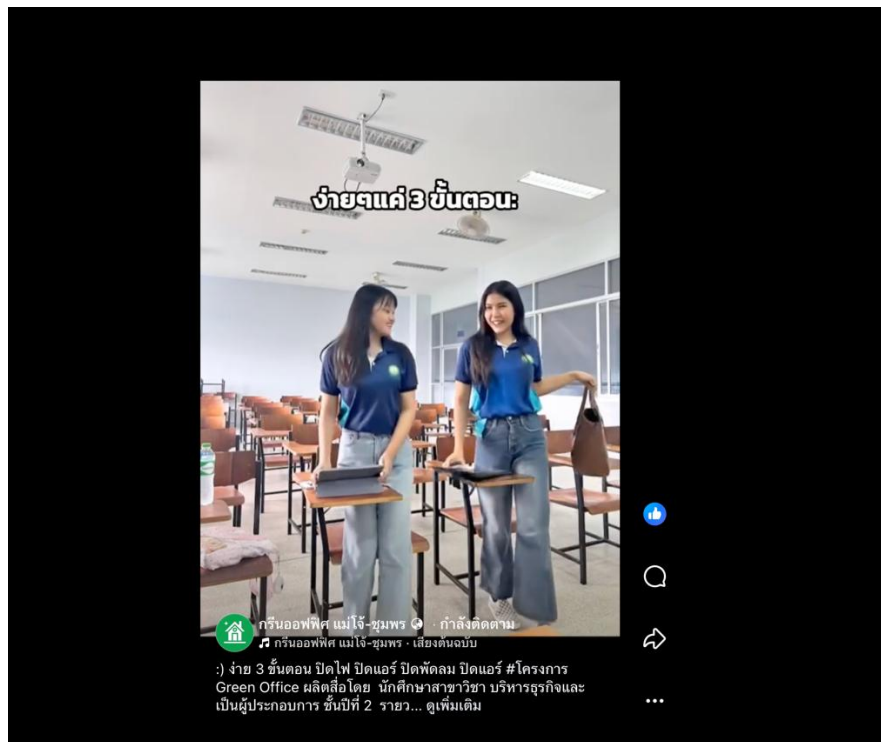 ง่ายๆแค่ 3 ขั้นตอน:
กรีนออฟฟิศ แม่โจ้-ชุมพร · กำลังติดตาม
กรีนออฟฟิศ แม่โจ้-ชุมพร · เสียงต้นฉบับ
:) ง่าย 3 ขั้นตอน ปิดไฟ ปิดแอร์ ปิดพัดลม ปิดแอร์ #โครงการ
Green Office ผลิตสื่อโดย นักศึกษาสาขาวิชา บริหารธุรกิจและ
เป็นผู้ประกอบการ ชั้นปีที่ 2 รายว... ดูเพิ่มเติม